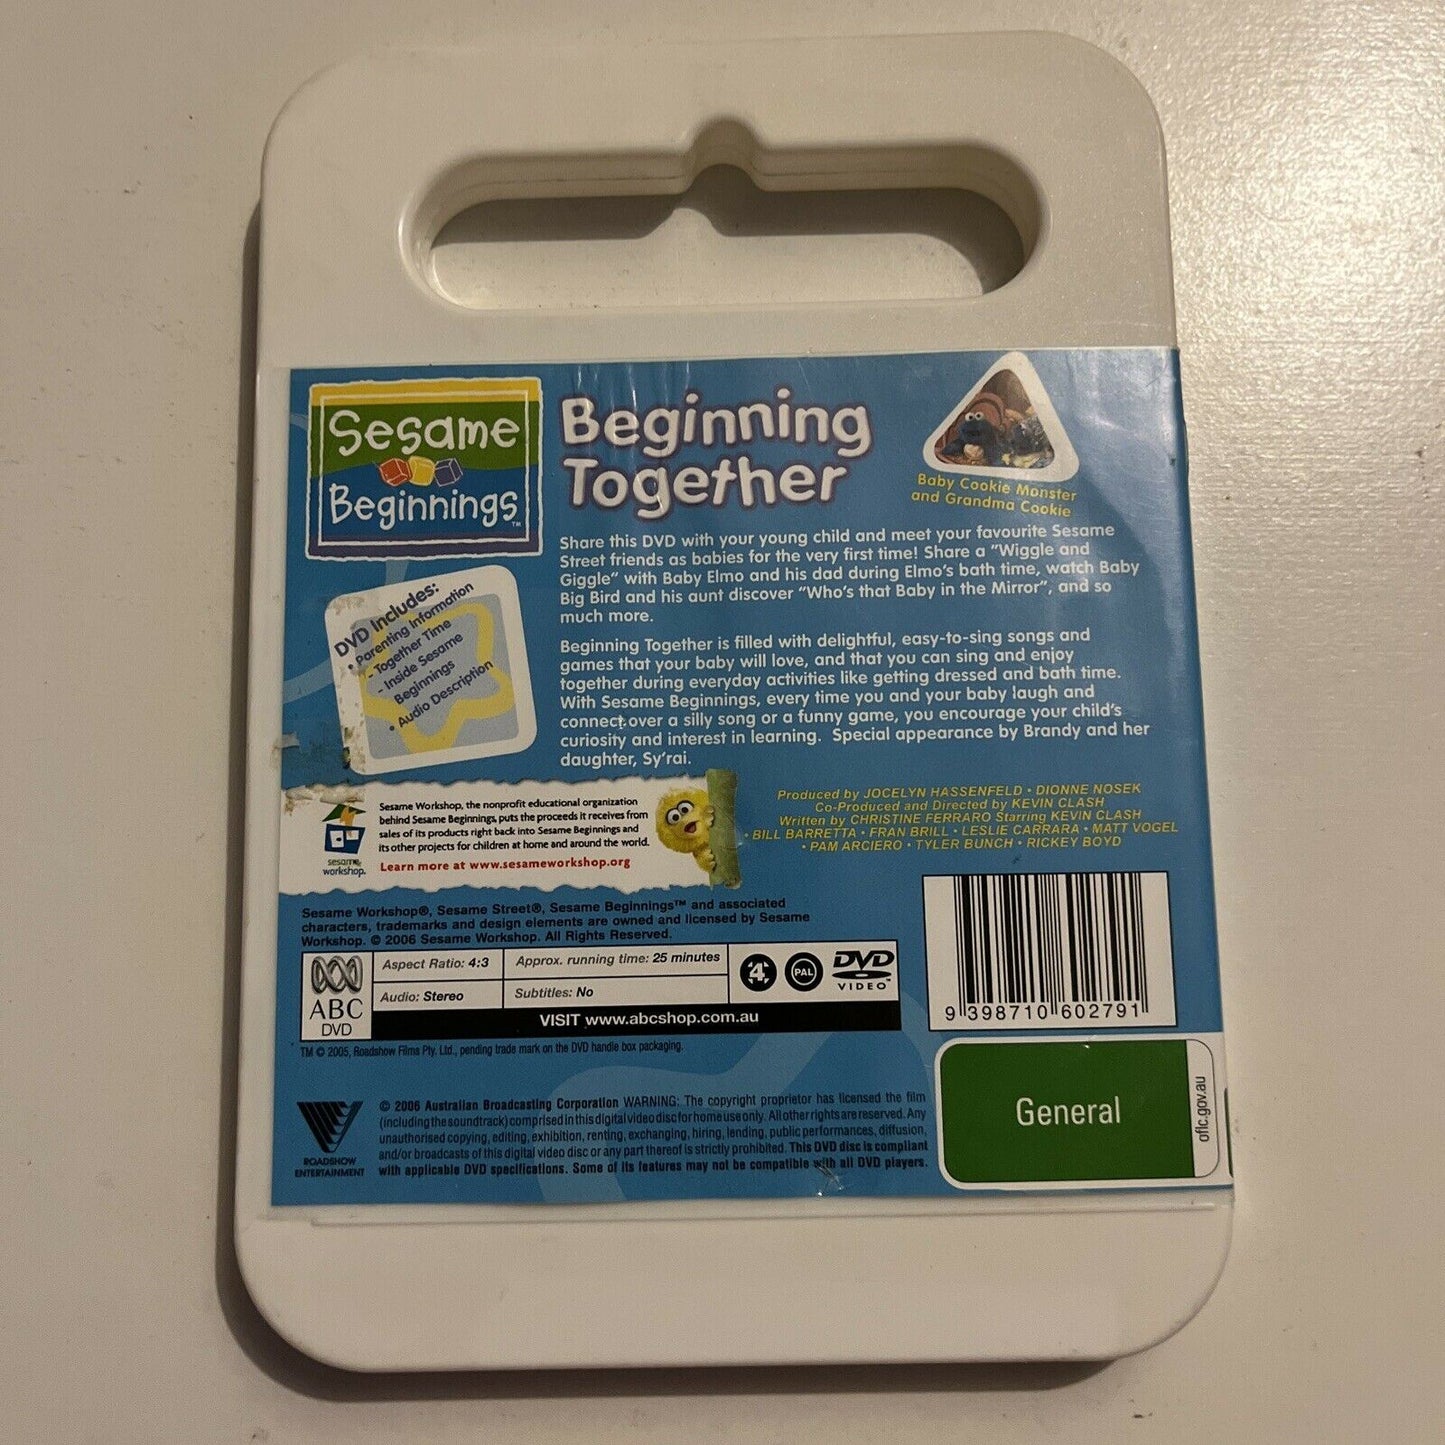 Sesame
Beginnings™
Beginning
Together
Baby Cookie Monster
and Grandma Cookie
Share this DVD with your young child and meet your favourite Sesame
Street friends as babies for the very first time! Share a "Wiggle and
Giggle" with Baby Elmo and his dad during Elmo's bath time, watch Baby
Big Bird and his aunt discover "Who's that Baby in the Mirror", and so
much more.
DVD Includes:
• Parenting Information
- Together Time
- Inside Sesame
Beginnings
• Audio Description
Beginning Together is filled with delightful, easy-to-sing songs and
games that your baby will love, and that you can sing and enjoy
together during everyday activities like getting dressed and bath time.
With Sesame Beginnings, every time you and your baby laugh and
connect over a silly song or a funny game, you encourage your child's
curiosity and interest in learning. Special appearance by Brandy and her
daughter, Sy'rai.
sesame
workshop.
Sesame Workshop, the nonprofit educational organization
behind Sesame Beginnings, puts the proceeds it receives from
sales of its products right back into Sesame Beginnings and
its other projects for children at home and around the world.
Learn more at www.sesameworkshop.org
Produced by JOCELYN HASSENFELD • DIONNE NOSEK
Co-Produced and Directed by KEVIN CLASH
Written by CHRISTINE FERRARO Starring KEVIN CLASH
• BILL BARRETTA • FRAN BRILL • LESLIE CARRARA • MATT VOGEL
• PAM ARCIERO • TYLER BUNCH • RICKEY BOYD
Sesame Workshop®, Sesame Street®, Sesame Beginnings™ and associated
characters, trademarks and design elements are owned and licensed by Sesame
Workshop. © 2006 Sesame Workshop. All Rights Reserved.
ABC
DVD
Aspect Ratio: 4:3
Approx. running time: 25 minutes
Audio: Stereo
Subtitles: No
4
PAL
DVD
VIDEO™
VISIT www.abcshop.com.au
9 398710 602791
TM © 2005, Roadshow Films Pty. Ltd., pending trade mark on the DVD handle box packaging.
ROADSHOW
ENTERTAINMENT
© 2006 Australian Broadcasting Corporation WARNING: The copyright proprietor has licensed the film
(including the soundtrack) comprised in this digital video disc for home use only. All other rights are reserved. Any
unauthorised copying, editing, exhibition, renting, exchanging, hiring, lending, public performances, diffusion,
and/or broadcasts of this digital video disc or any part thereof is strictly prohibited. This DVD disc is compliant
with applicable DVD specifications. Some of its features may not be compatible with all DVD players.
General
oflc.gov.au